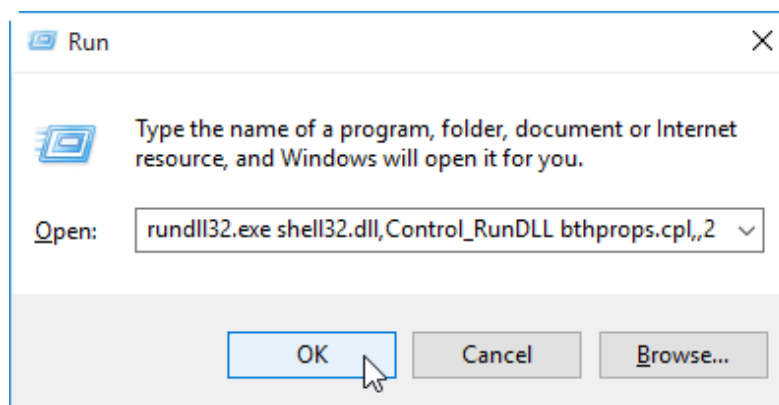 Run
Type the name of a program, folder, document or Internet
resource, and Windows will open it for you.
Open: rundll32.exe shell32.dll,Control_RunDLL bthprops.cpl,,2
OK Cancel Browse...